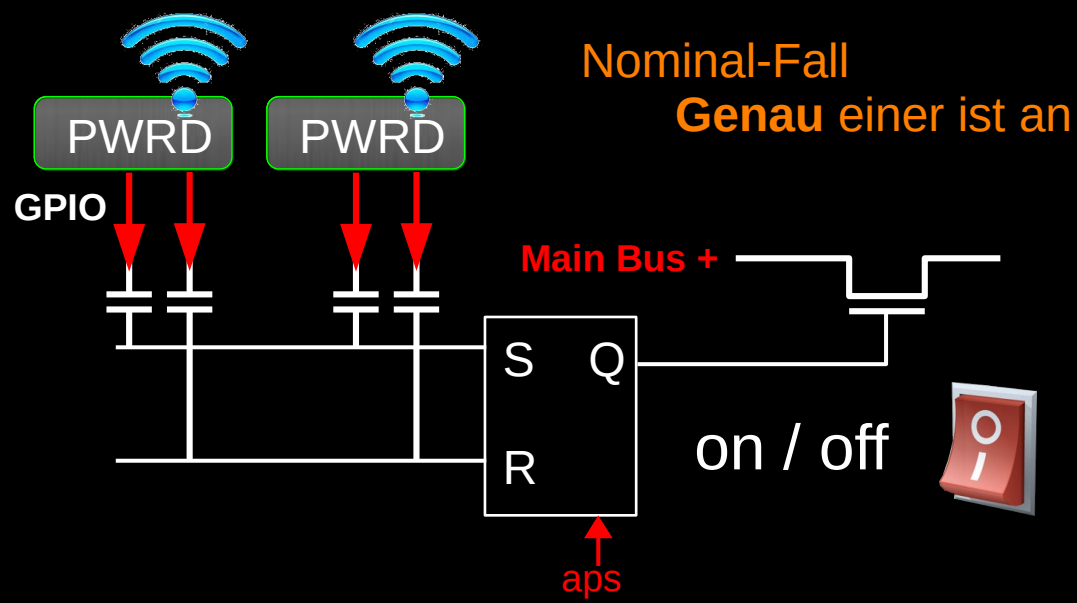 Nominal-Fall
Genau einer ist an
PWRD
PWRD
GPIO
Main Bus +
S
Q
R
on / off
aps